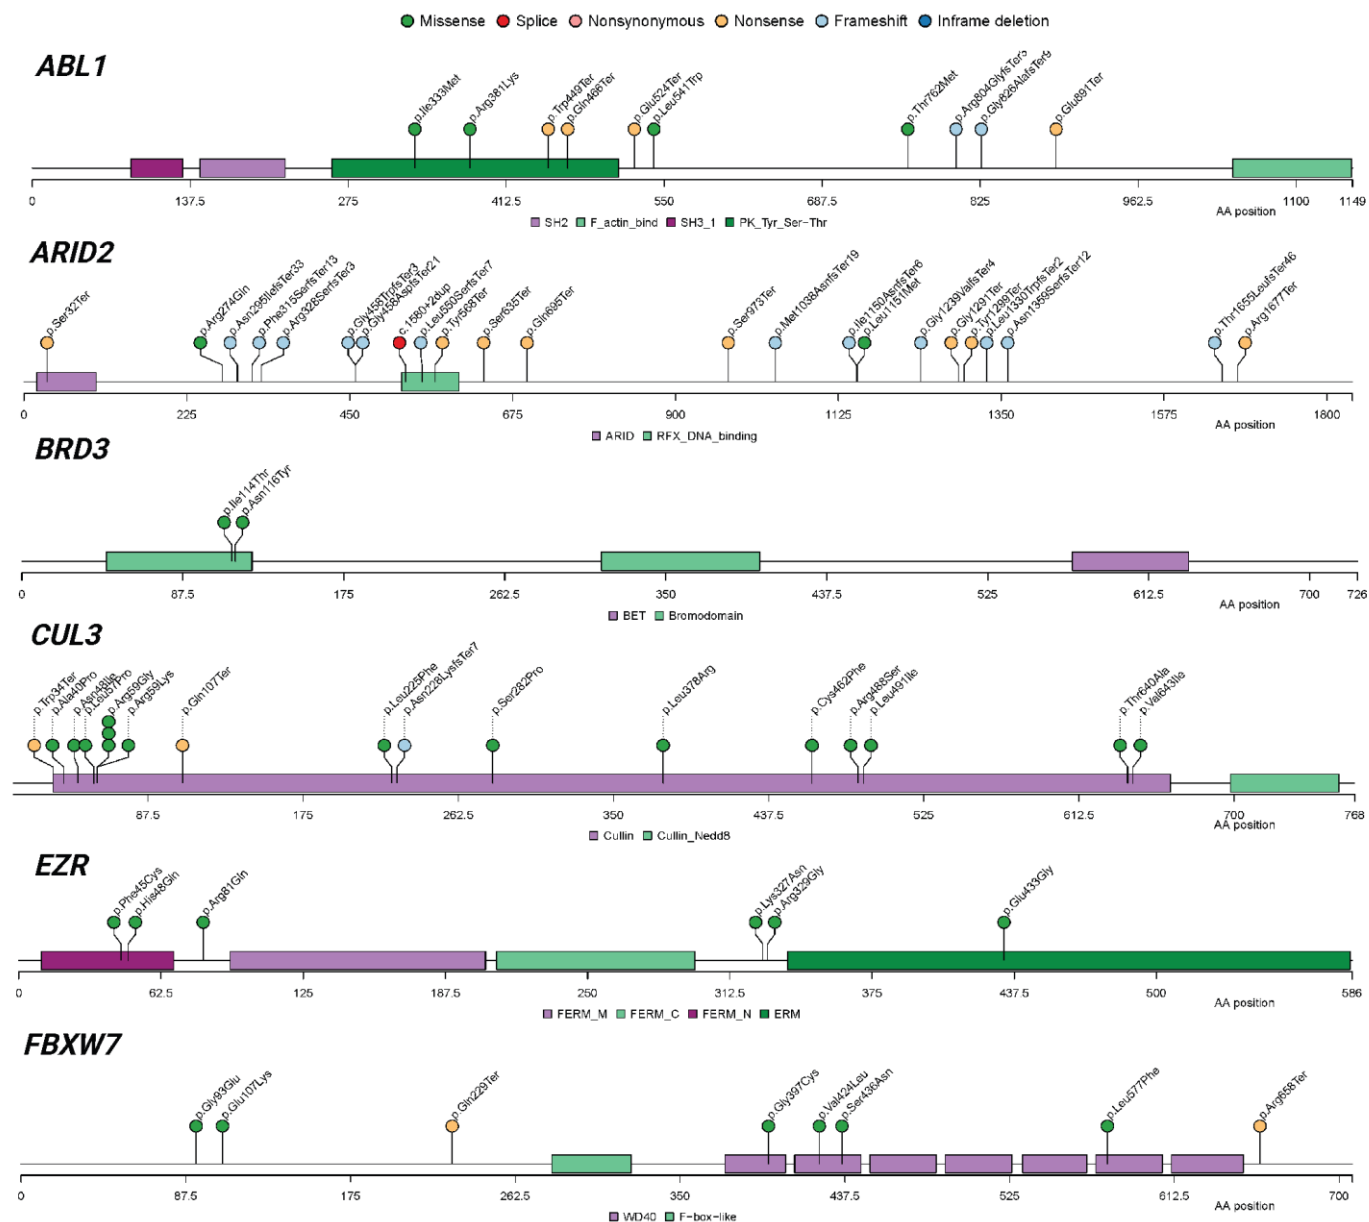 Missense Splice Nonsynonymous Nonsense Frameshift Inframe deletion
ABL1
p.Ile333Met p.Arg381Lys p.Trp449Ter p.Gln466Ter p.Glu524Ter p.Leu541Trp p.Thr762Met p.Arg804GlyfsTer5 p.Gly826AlafsTer9 p.Glu891Ter
0 137.5 275 412.5 550 687.5 825 962.5 1100 1149
AA position
SH2 F_actin_bind SH3_1 PK_Tyr_Ser-Thr
ARID2
p.Ser32Ter p.Arg274Gln p.Asn295IlefsTer33 p.Phe315SerfsTer13 p.Arg328SerfsTer3 p.Gly458TrpfsTer3 p.Gly458AspfsTer21 c.1580+2dup p.Leu550SerfsTer7 p.Tyr568Ter p.Ser635Ter p.Gln695Ter p.Ser973Ter p.Met1038AsnfsTer19 p.Ile1150AsnfsTer6 p.Leu1151Met p.Gly1239ValfsTer4 p.Gly1291Ter p.Tyr1299Ter p.Leu1330TrpfsTer2 p.Asn1359SerfsTer12 p.Thr1655LeufsTer46 p.Arg1677Ter
0 225 450 675 900 1125 1350 1575 1800
AA position
ARID RFX_DNA_binding
BRD3
p.Ile114Thr p.Asn116Tyr
0 87.5 175 262.5 350 437.5 525 612.5 700 726
AA position
BET Bromodomain
CUL3
p.Trp34Ter p.Ala40Pro p.Asn48Ile p.Leu57Pro p.Arg59Gly p.Arg59Lys p.Gln107Ter p.Leu225Phe p.Asn228LysfsTer7 p.Ser282Pro p.Leu378Arg p.Cys462Phe p.Arg488Ser p.Leu491Ile p.Thr640Ala p.Val643Ile
87.5 175 262.5 350 437.5 525 612.5 700 768
AA position
Cullin Cullin_Nedd8
EZR
p.Phe45Cys p.His48Gln p.Arg81Gln p.Lys327Asn p.Arg329Gly p.Glu433Gly
0 62.5 125 187.5 250 312.5 375 437.5 500 586
AA position
FERM_M FERM_C FERM_N ERM
FBXW7
p.Gly93Glu p.Glu107Lys p.Gln229Ter p.Gly397Cys p.Val424Leu p.Ser436Asn p.Leu577Phe p.Arg658Ter
0 87.5 175 262.5 350 437.5 525 612.5 700
WD40 F-box-like